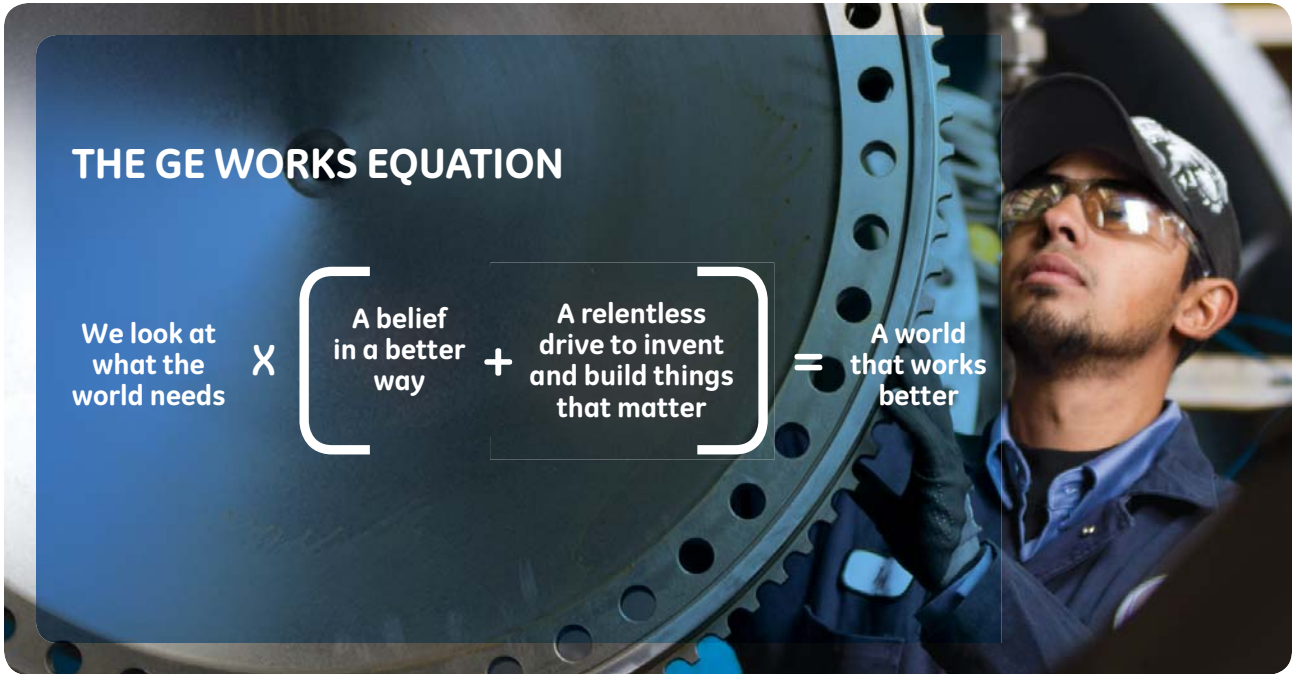 THE GE WORKS EQUATION
We look at
what the
world needs
X
A belief
in a better
way
+
A relentless
drive to invent
and build things
that matter
=
A world
that works
better